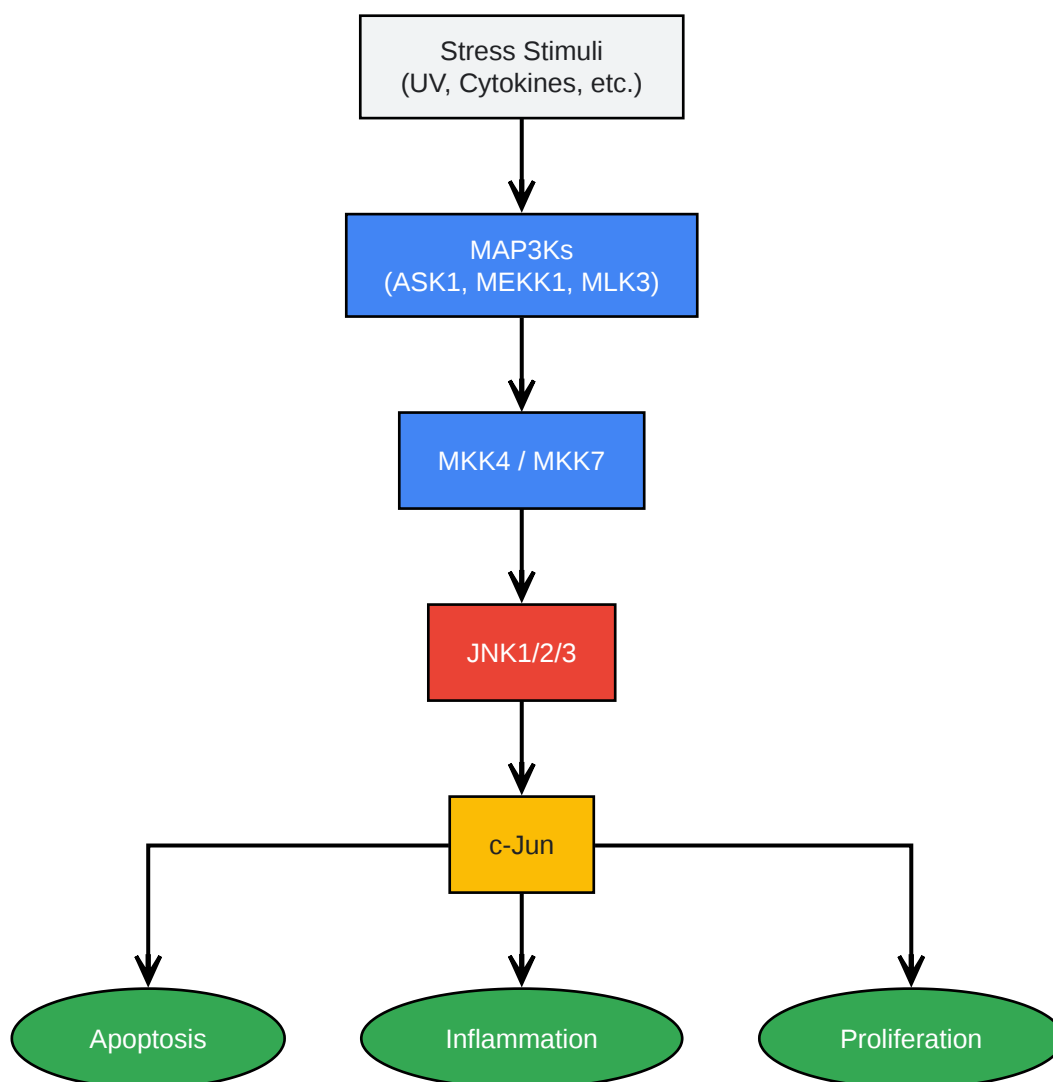 Stress Stimuli
(UV, Cytokines, etc.)
MAP3Ks
(ASK1, MEKK1, MLK3)
MKK4 / MKK7
JNK1/2/3
c-Jun
Apoptosis
Inflammation
Proliferation